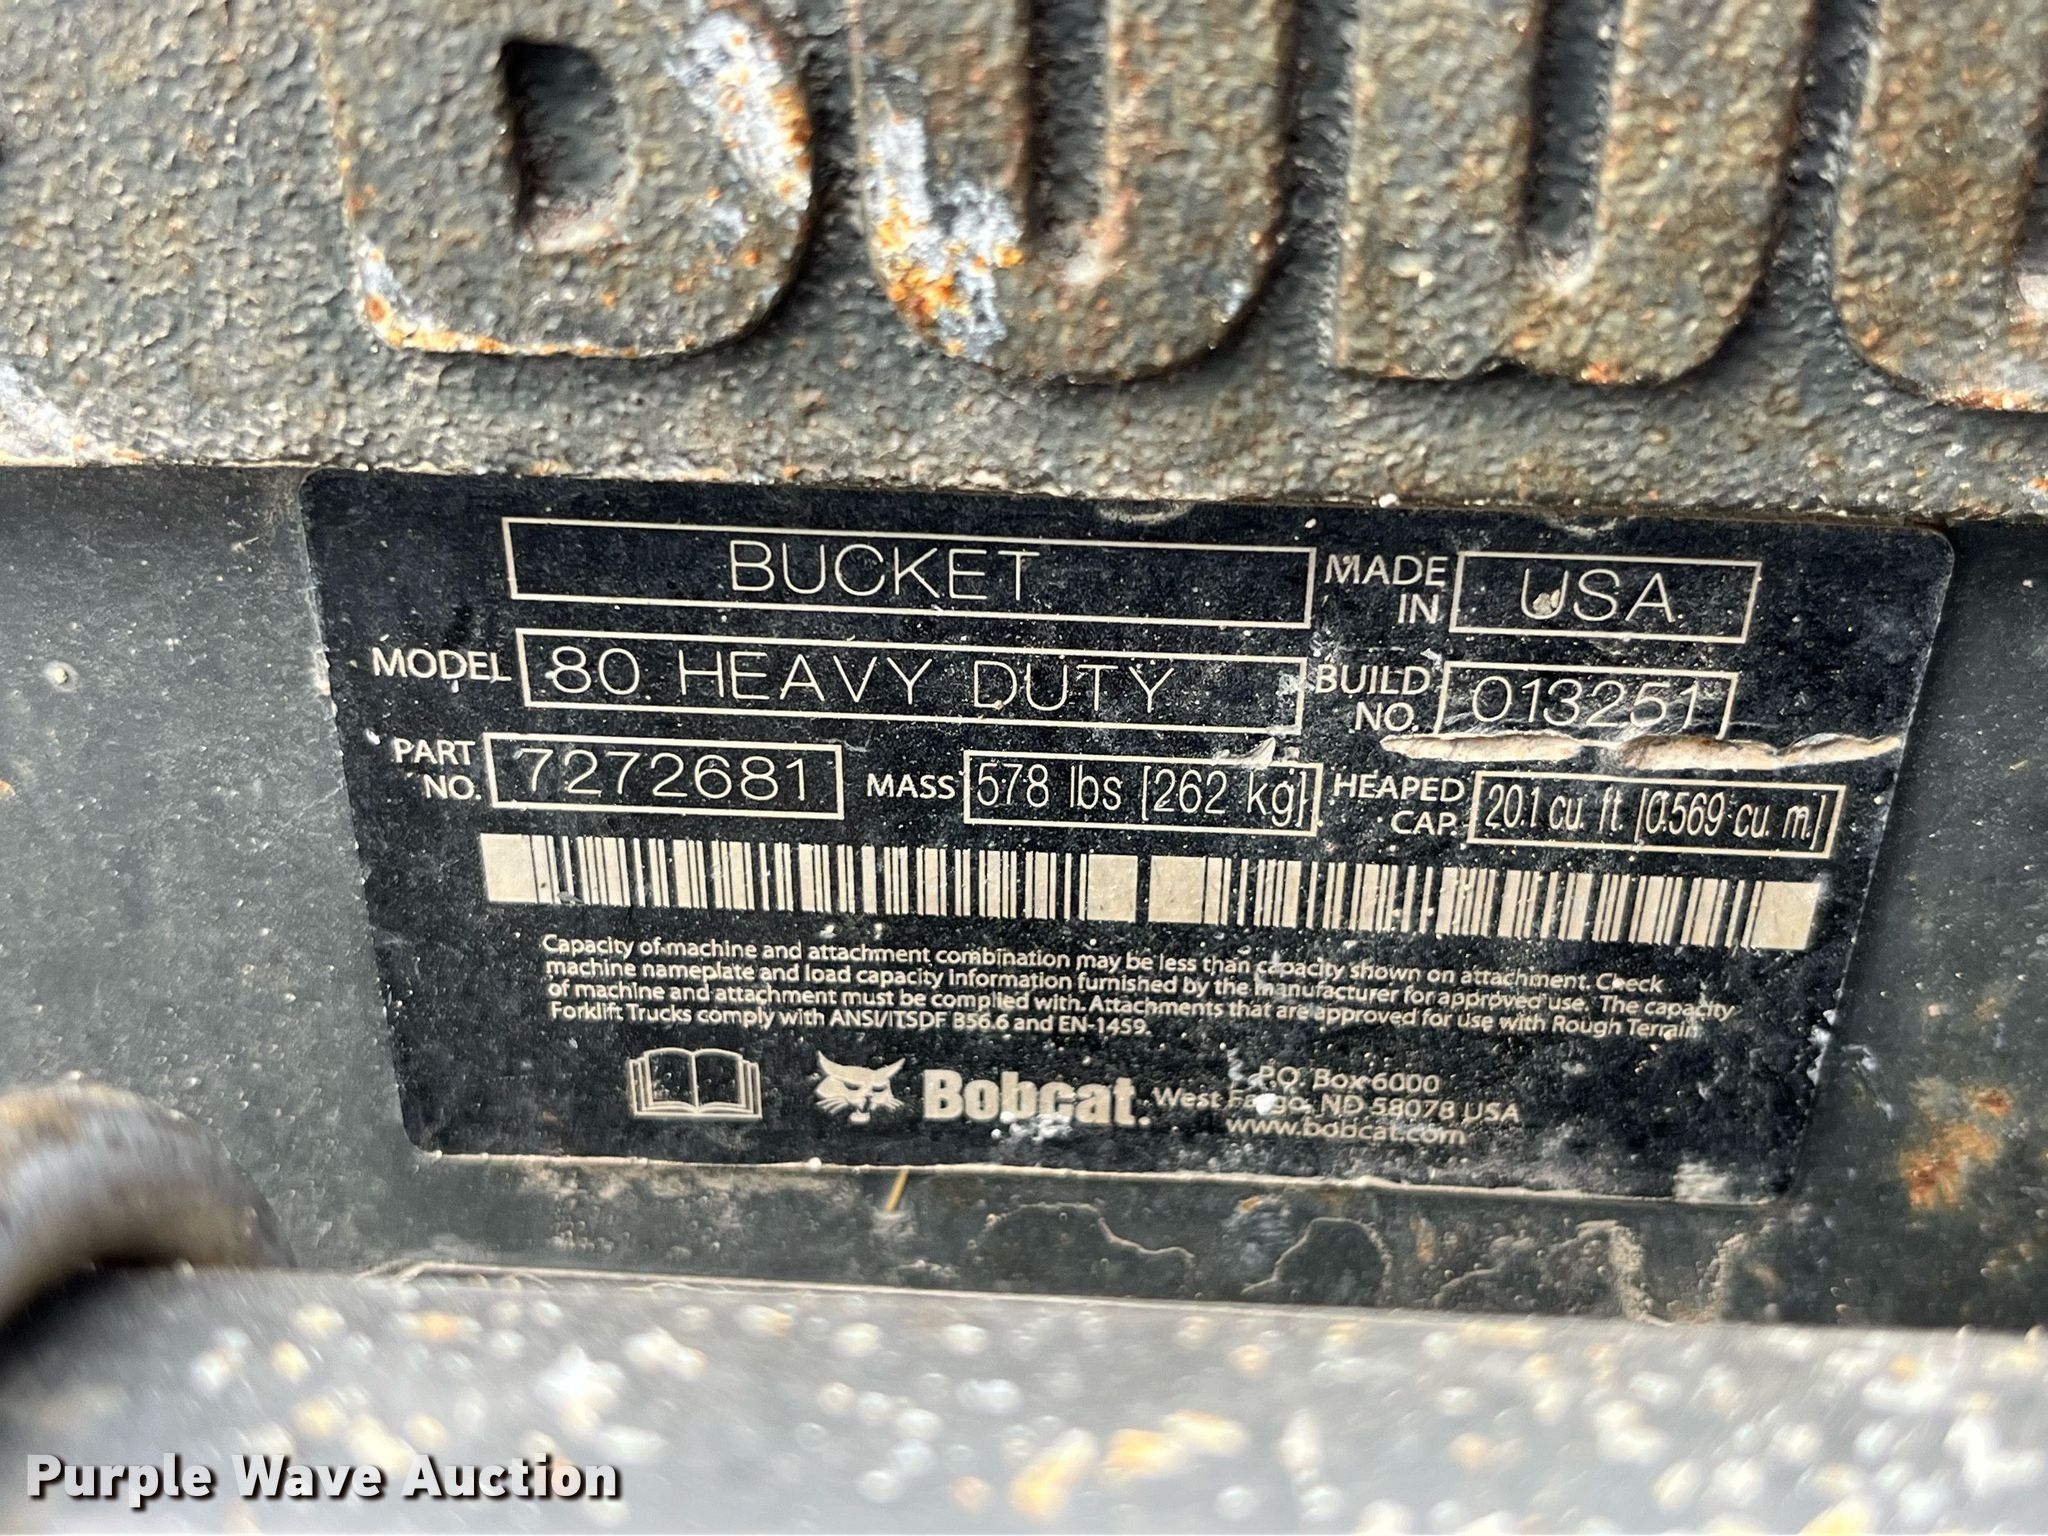 BUCKET
MADE IN USA
MODEL 80 HEAVY DUTY
BUILD NO. 013251
PART NO. 7272681
MASS 578 lbs [262 kg]
HEAPED CAP. 20.1 cu. ft. [0.569 cu. m.]
Capacity of machine and attachment combination may be less than capacity shown on attachment. Check
machine nameplate and load capacity information furnished by the manufacturer for approved use. The capacity
of machine and attachment must be complied with. Attachments that are approved for use with Rough Terrain
Forklift Trucks comply with ANSI/ITSDF B56.6 and EN-1459.
Bobcat.
P.O. Box 6000
West Fargo, ND 58078 USA
www.bobcat.com
Purple Wave Auction